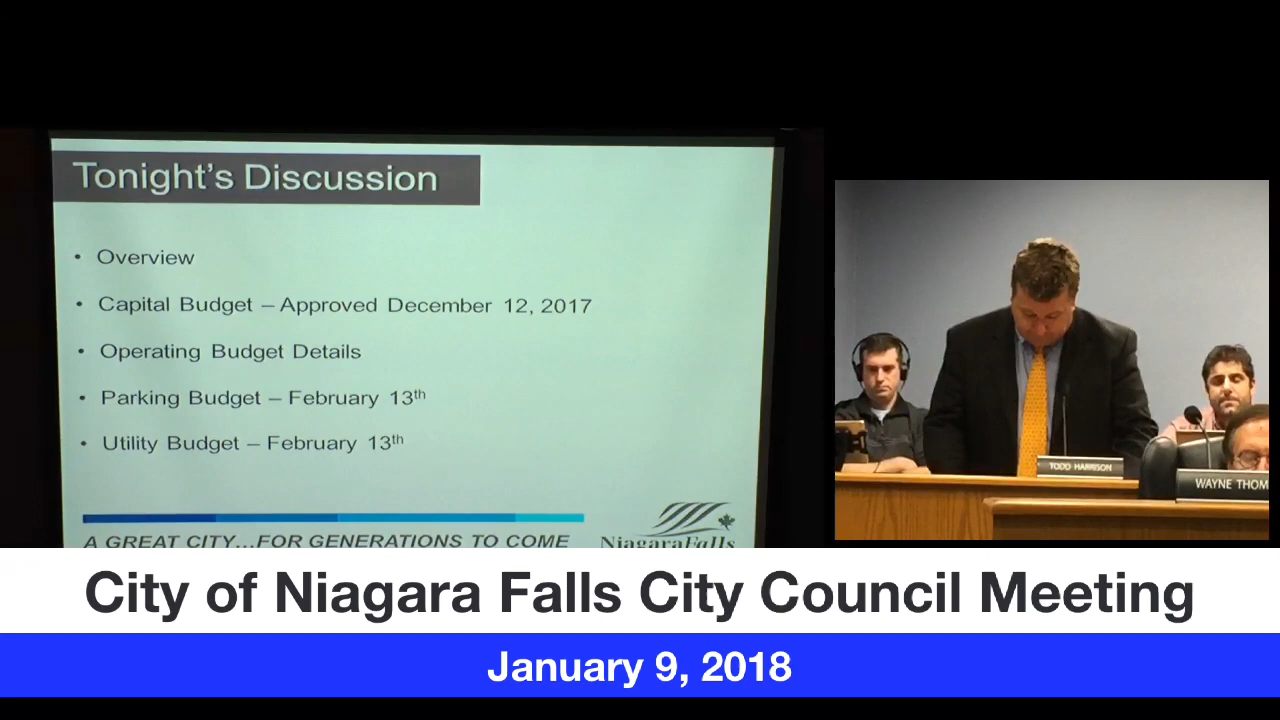 Tonight's Discussion
• Overview
• Capital Budget – Approved December 12, 2017
• Operating Budget Details
• Parking Budget – February 13th
• Utility Budget – February 13th
A GREAT CITY...FOR GENERATIONS TO COME
NiagaraFalls
TODD HARRISON
WAYNE THOM
City of Niagara Falls City Council Meeting
January 9, 2018